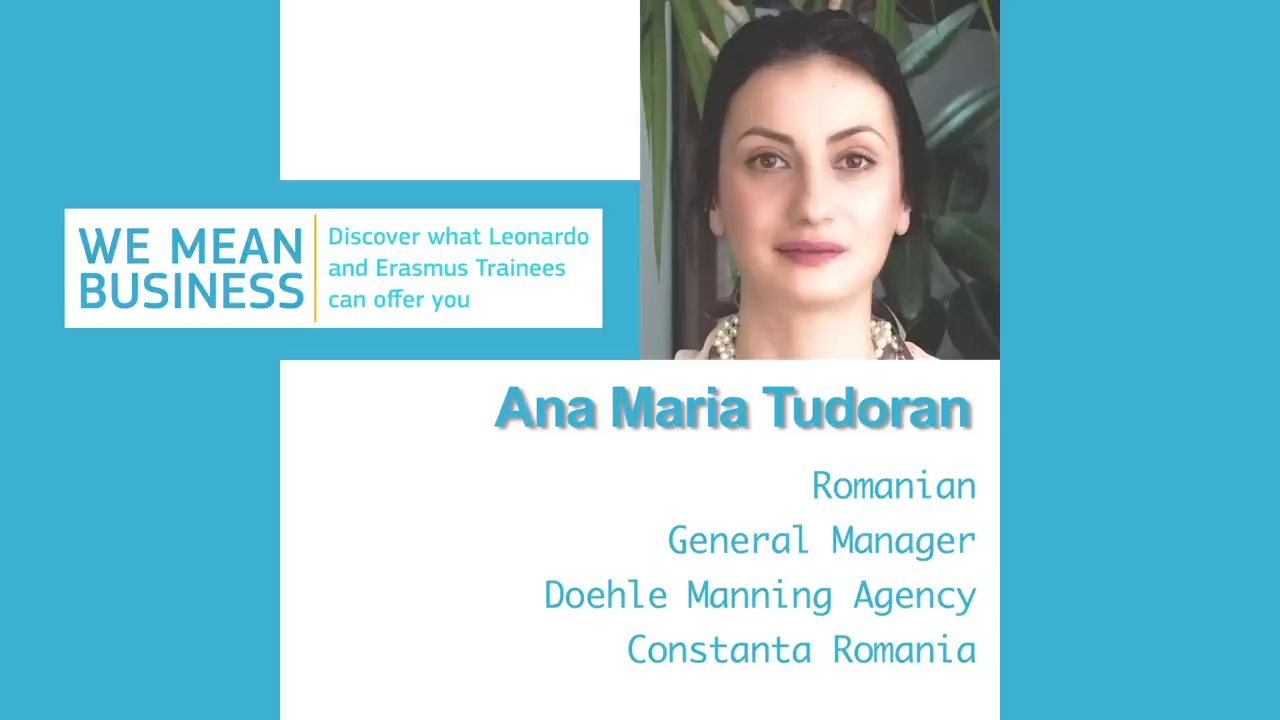 WE MEAN
BUSINESS
Discover what Leonardo
and Erasmus Trainees
can offer you
Ana Maria Tudoran
Romanian
General Manager
Doehle Manning Agency
Constanta Romania